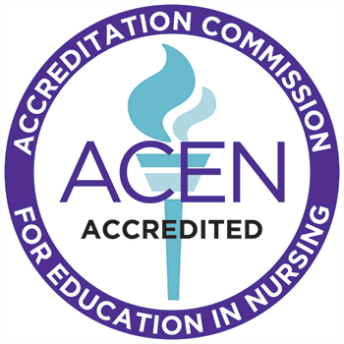 ACCREDITATION COMMISSION
ACEN
ACCREDITED
FOR EDUCATION IN NURSING